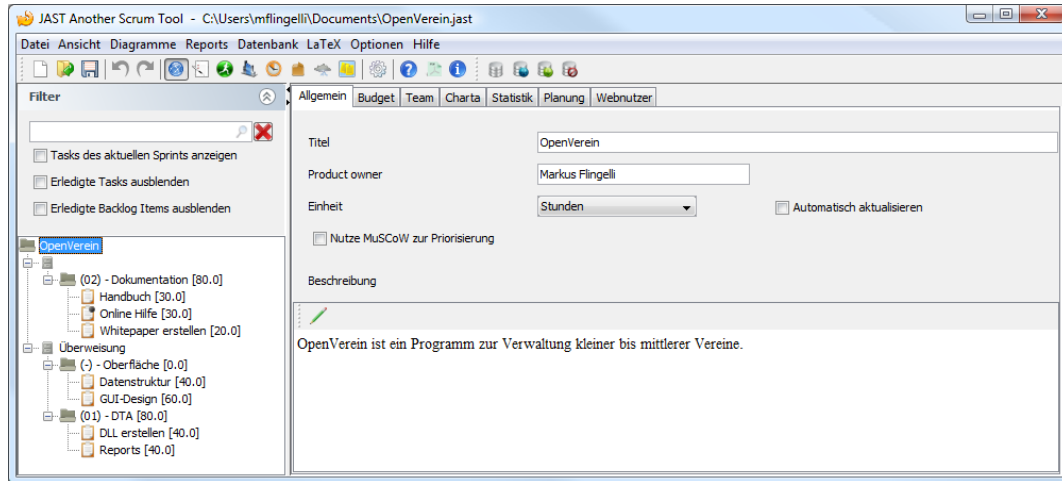 JAST Another Scrum Tool - C:\Users\mflingelli\Documents\OpenVerein.jast
Datei Ansicht Diagramme Reports Datenbank LaTeX Optionen Hilfe
Filter
Tasks des aktuellen Sprints anzeigen
Erledigte Tasks ausblenden
Erledigte Backlog Items ausblenden
OpenVerein
(02) - Dokumentation [80.0]
Handbuch [30.0]
Online Hilfe [30.0]
Whitepaper erstellen [20.0]
Überweisung
(-) - Oberfläche [0.0]
Datenstruktur [40.0]
GUI-Design [60.0]
(01) - DTA [80.0]
DLL erstellen [40.0]
Reports [40.0]
Allgemein Budget Team Charta Statistik Planung Webnutzer
Titel OpenVerein
Product owner Markus Flingelli
Einheit Stunden Automatisch aktualisieren
Nutze MuSCoW zur Priorisierung
Beschreibung
OpenVerein ist ein Programm zur Verwaltung kleiner bis mittlerer Vereine.